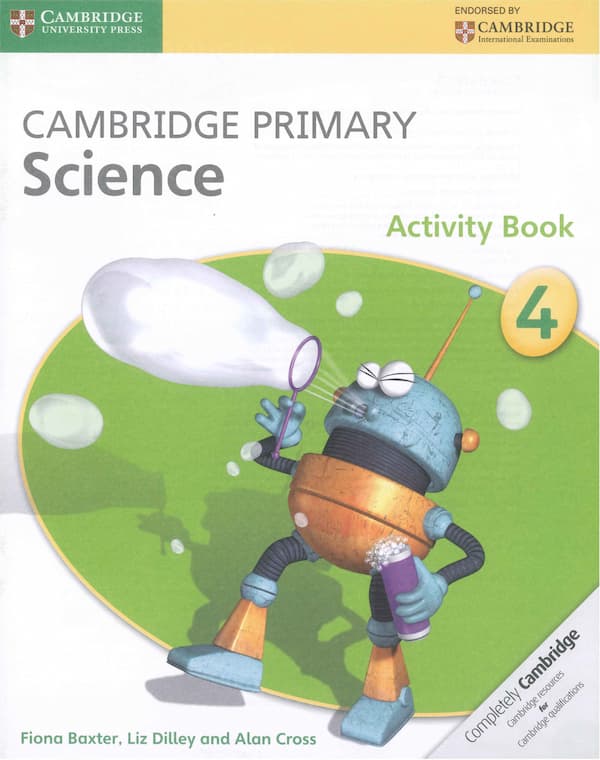 CAMBRIDGE
UNIVERSITY PRESS
ENDORSED BY
CAMBRIDGE
International Examinations
CAMBRIDGE PRIMARY
Science
Activity Book
4
Completely Cambridge
Cambridge resources
for
Cambridge qualifications
Fiona Baxter, Liz Dilley and Alan Cross